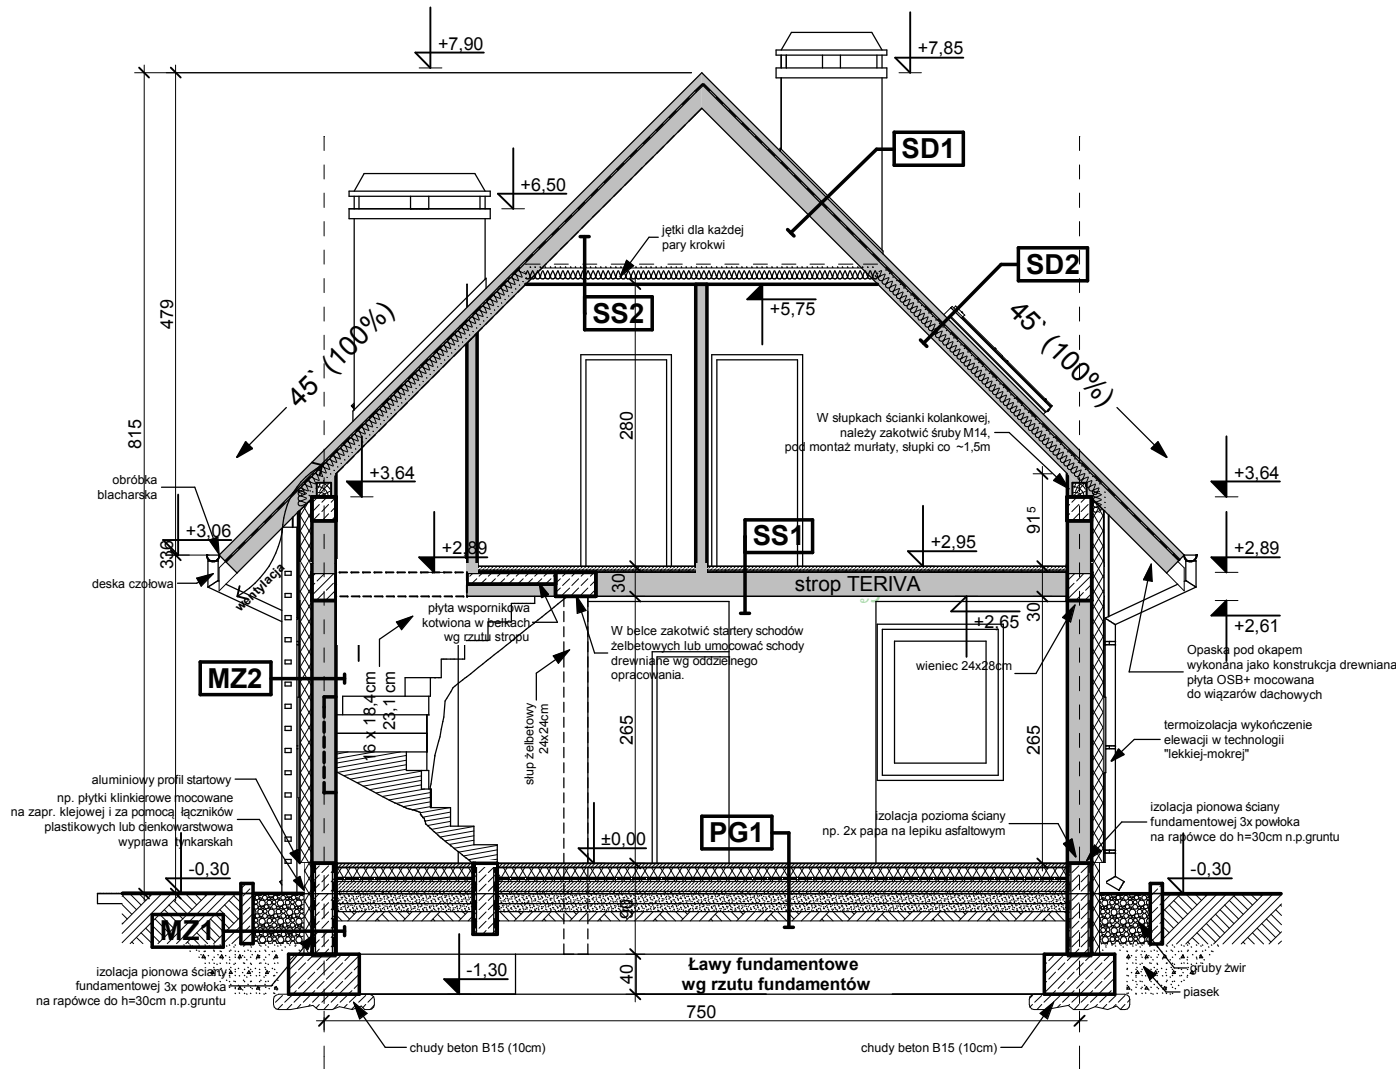 +7,90
+7,85
SD1
+6,50
jętki dla każdej
pary krokwi
SD2
SS2
+5,75
479
815
45` (100%)
45` (100%)
280
W słupkach ścianki kolankowej,
należy zakotwić śruby M14,
pod montaż murłaty, słupki co ~1,5m
+3,64
+3,64
obróbka
blacharska
91⁵
+3,06
336
deska czołowa
wentylacja
+2,89
SS1
+2,95
+2,89
30
strop TERIVA
30
płyta wspornikowa
kotwiona w belkach
wg rzutu stropu
W belce zakotwić startery schodów
żelbetowych lub umocować schody
drewniane wg oddzielnego
opracowania.
+2,65
+2,61
wieniec 24x28cm
Opaska pod okapem
wykonana jako konstrukcja drewniana
płyta OSB+ mocowana
do wiązarów dachowych
MZ2
16 x 18,4cm
23,1 cm
słup żelbetowy
24x24cm
265
265
termoizolacja wykończenie
elewacji w technologii
"lekkiej-mokrej"
aluminiowy profil startowy
np. płytki klinkierowe mocowane
na zapr. klejowej i za pomocą łączników
plastikowych lub cienkowarstwowa
wyprawa tynkarskah
izolacja pozioma ściany
np. 2x papa na lepiku asfaltowym
izolacja pionowa ściany
fundamentowej 3x powłoka
na rapówce do h=30cm n.p.gruntu
±0,00
PG1
-0,30
-0,30
MZ1
90
izolacja pionowa ściany
fundamentowej 3x powłoka
na rapówce do h=30cm n.p.gruntu
-1,30
40
Ławy fundamentowe
wg rzutu fundamentów
gruby żwir
piasek
750
chudy beton B15 (10cm)
chudy beton B15 (10cm)